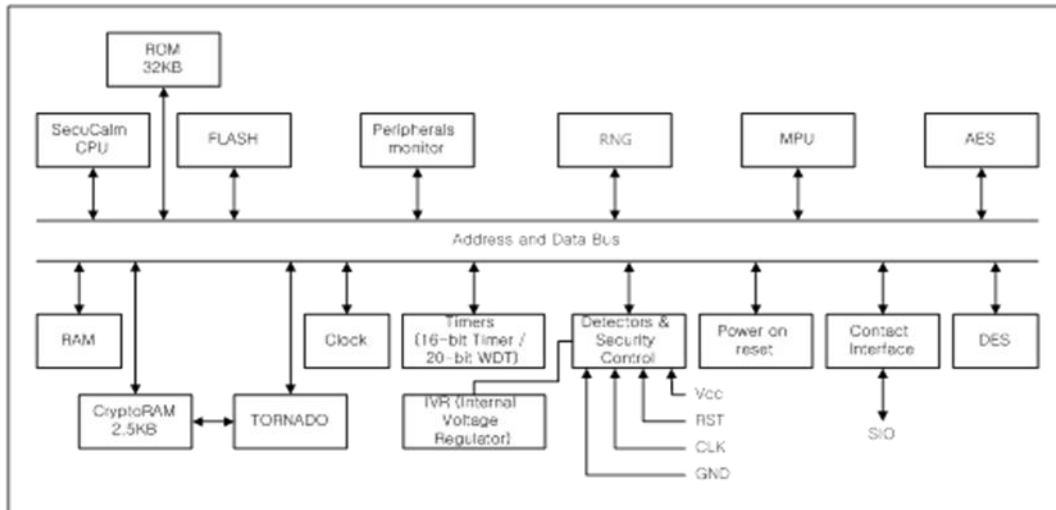 ROM
32KB
SecuCalm
CPU
FLASH
Peripherals
monitor
RNG
MPU
AES
Address and Data Bus
RAM
Clock
Timers
(16-bit Timer /
20-bit WDT)
Detectors &
Security
Control
Power on
reset
Contact
Interface
DES
CryptoRAM
2.5KB
TORNADO
IVR (Internal
Voltage
Regulator)
Vcc
RST
CLK
GND
SIO